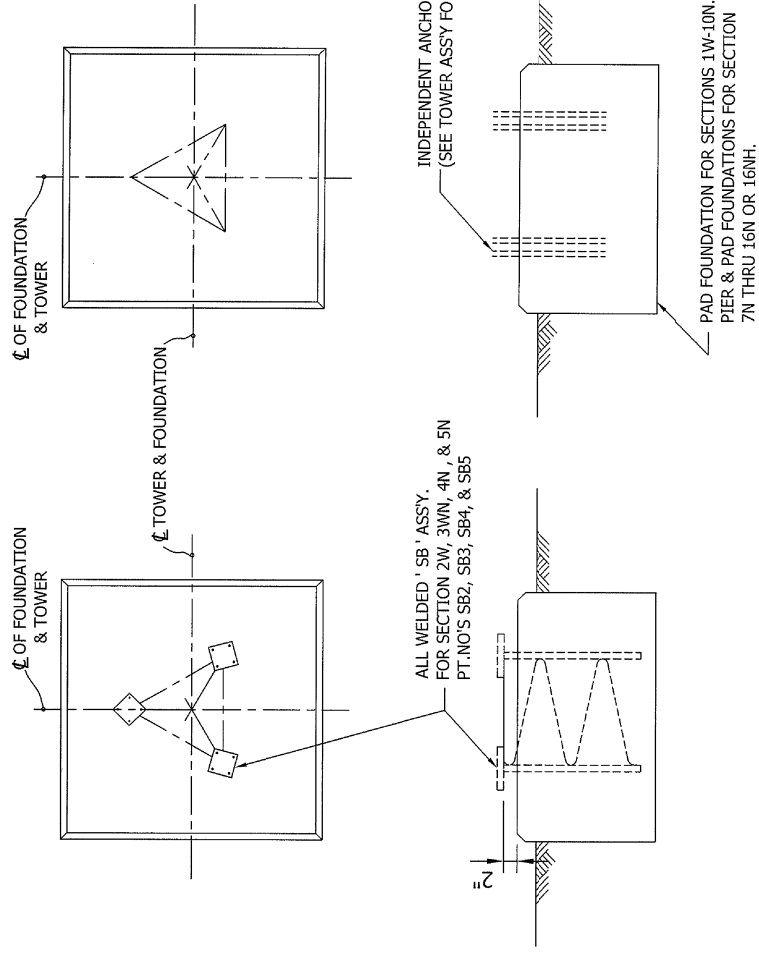 ℄ OF FOUNDATION
& TOWER
℄ OF FOUNDATION
& TOWER
℄ TOWER & FOUNDATION
ALL WELDED ' SB ' ASS'Y.
FOR SECTION 2W, 3WN, 4N , & 5N
PT.NO'S SB2, SB3, SB4, & SB5
2"
INDEPENDENT ANCHO
(SEE TOWER ASS'Y FO
PAD FOUNDATION FOR SECTIONS 1W-10N.
PIER & PAD FOUNDATIONS FOR SECTION
7N THRU 16N OR 16NH.